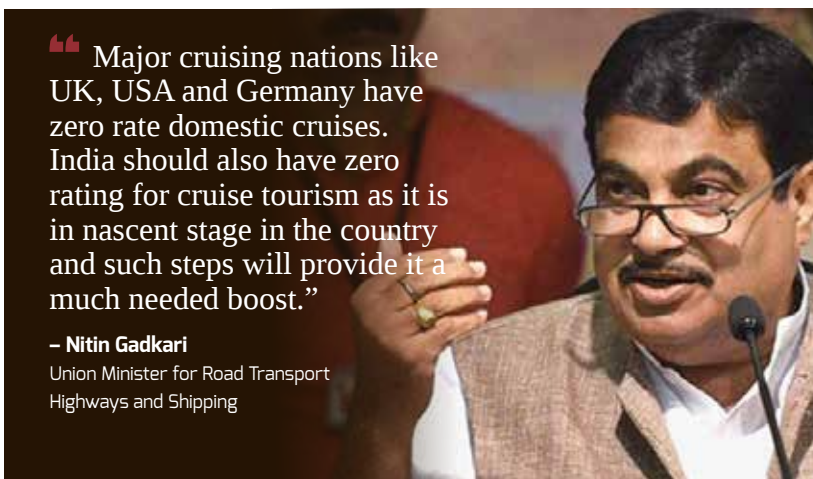 “ Major cruising nations like
UK, USA and Germany have
zero rate domestic cruises.
India should also have zero
rating for cruise tourism as it is
in nascent stage in the country
and such steps will provide it a
much needed boost.”
– Nitin Gadkari
Union Minister for Road Transport
Highways and Shipping